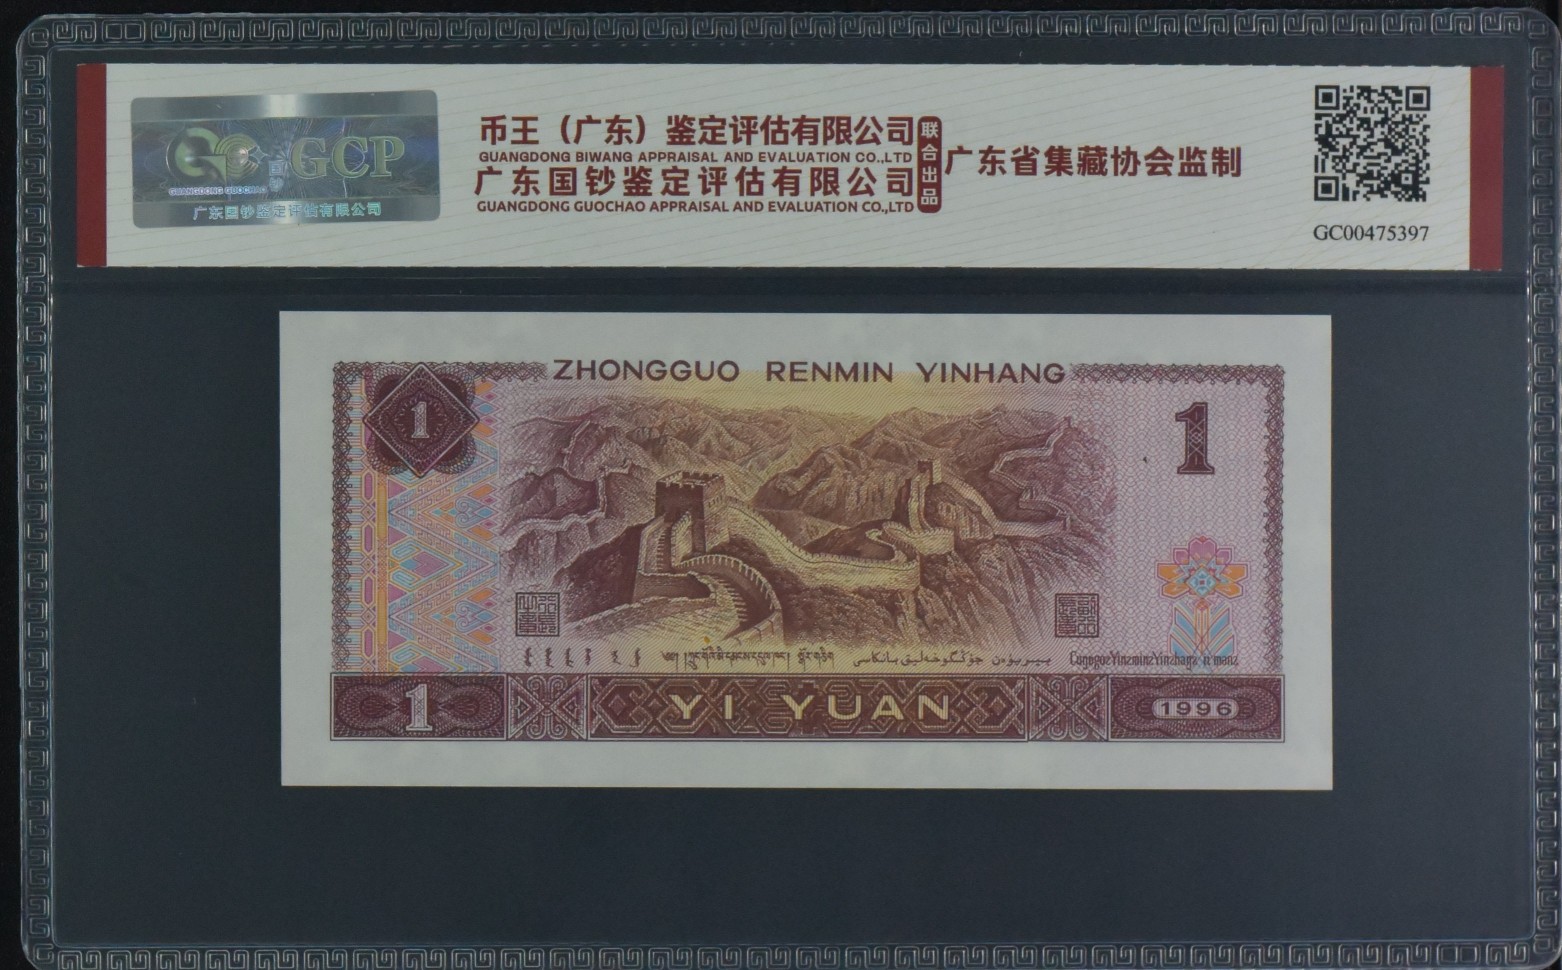 GCP
GUANGDONG GUOCHAO
广东国钞鉴定评估有限公司
币王（广东）鉴定评估有限公司
GUANGDONG BIWANG APPRAISAL AND EVALUATION CO.,LTD
广东国钞鉴定评估有限公司
GUANGDONG GUOCHAO APPRAISAL AND EVALUATION CO.,LTD
联合出品
广东省集藏协会监制
GC00475397
ZHONGGUO RENMIN YINHANG
1
1
1
YI YUAN
1996